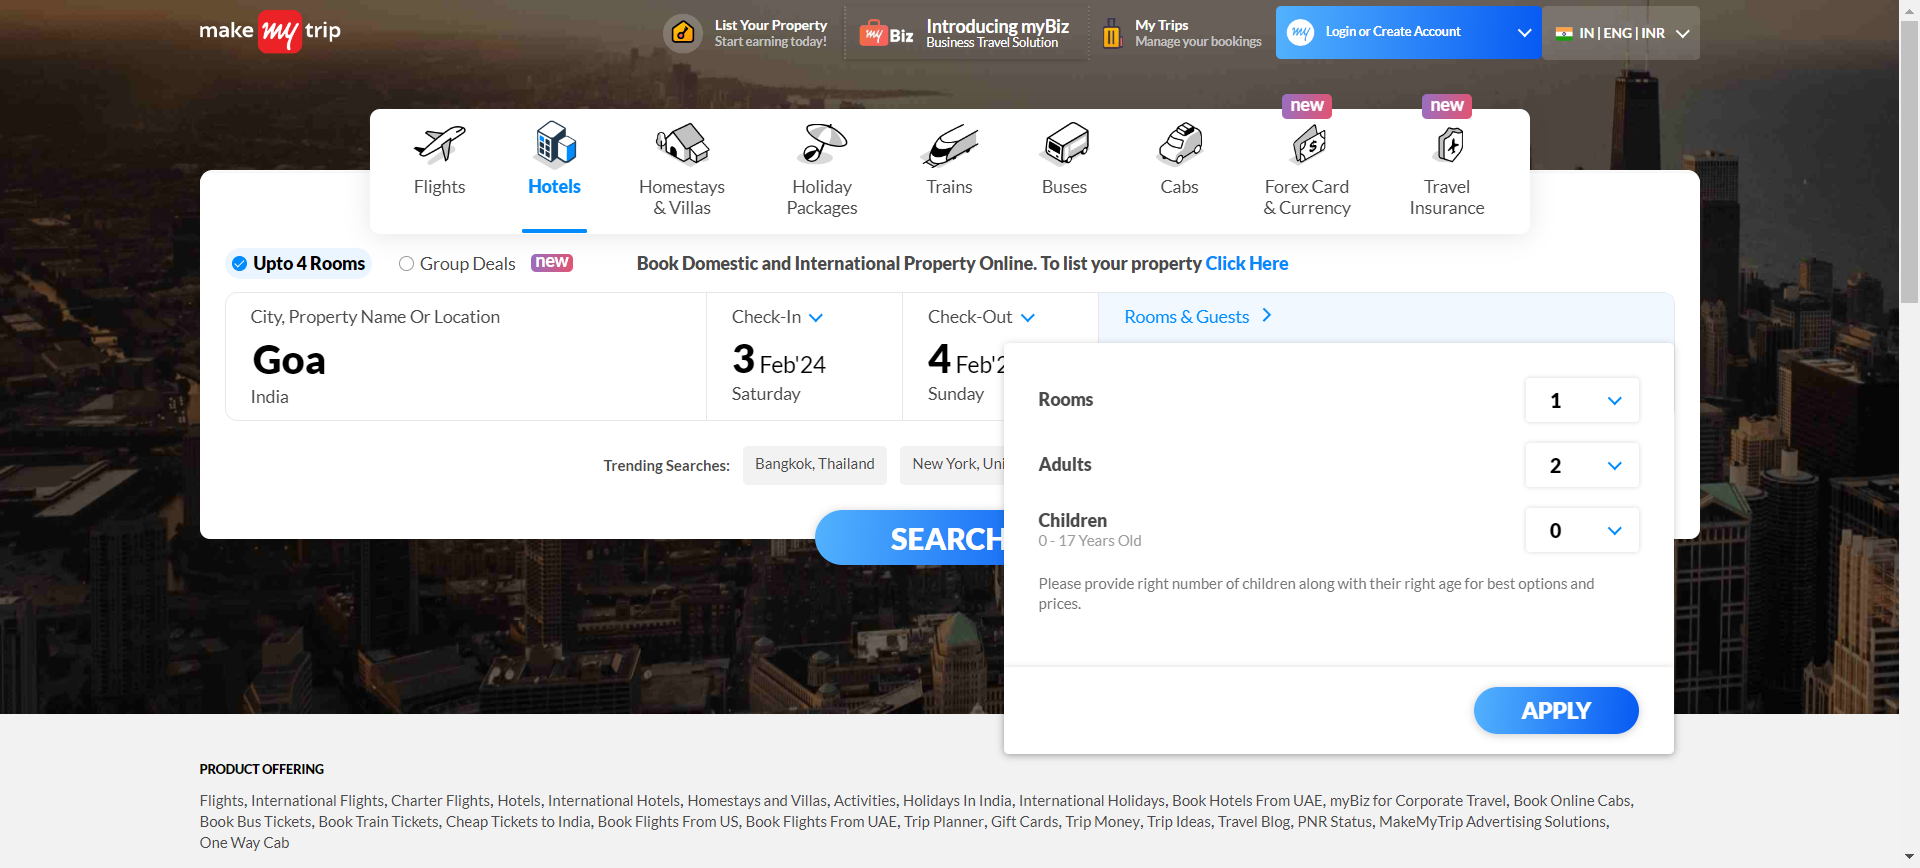 make my trip
List Your Property
Start earning today!
my Biz
Introducing myBiz
Business Travel Solution
My Trips
Manage your bookings
my
Login or Create Account
IN | ENG | INR
new
new
Flights
Hotels
Homestays
& Villas
Holiday
Packages
Trains
Buses
Cabs
Forex Card
& Currency
Travel
Insurance
Upto 4 Rooms
Group Deals
new
Book Domestic and International Property Online. To list your property Click Here
City, Property Name Or Location
Goa
India
Check-In
3 Feb'24
Saturday
Check-Out
4 Feb'2
Sunday
Rooms & Guests
Rooms
1
Adults
2
Children
0 - 17 Years Old
0
Please provide right number of children along with their right age for best options and
prices.
APPLY
Trending Searches:
Bangkok, Thailand
New York, Uni
SEARCH
PRODUCT OFFERING
Flights, International Flights, Charter Flights, Hotels, International Hotels, Homestays and Villas, Activities, Holidays In India, International Holidays, Book Hotels From UAE, myBiz for Corporate Travel, Book Online Cabs,
Book Bus Tickets, Book Train Tickets, Cheap Tickets to India, Book Flights From US, Book Flights From UAE, Trip Planner, Gift Cards, Trip Money, Trip Ideas, Travel Blog, PNR Status, MakeMyTrip Advertising Solutions,
One Way Cab